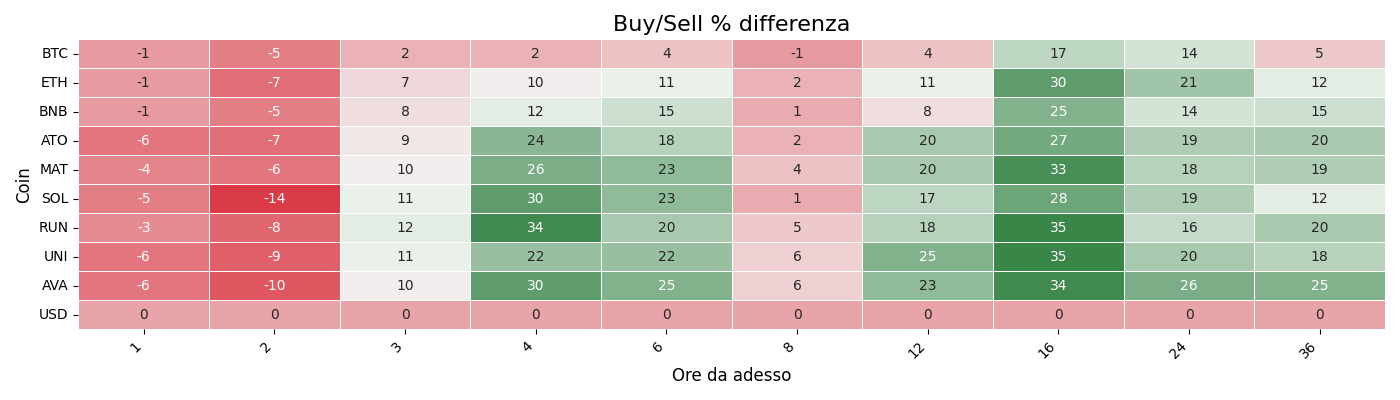 Buy/Sell % differenza
Coin
BTC -1 -5 2 2 4 -1 4 17 14 5
ETH -1 -7 7 10 11 2 11 30 21 12
BNB -1 -5 8 12 15 1 8 25 14 15
ATO -6 -7 9 24 18 2 20 27 19 20
MAT -4 -6 10 26 23 4 20 33 18 19
SOL -5 -14 11 30 23 1 17 28 19 12
RUN -3 -8 12 34 20 5 18 35 16 20
UNI -6 -9 11 22 22 6 25 35 20 18
AVA -6 -10 10 30 25 6 23 34 26 25
USD 0 0 0 0 0 0 0 0 0 0
1 2 3 4 6 8 12 16 24 36
Ore da adesso